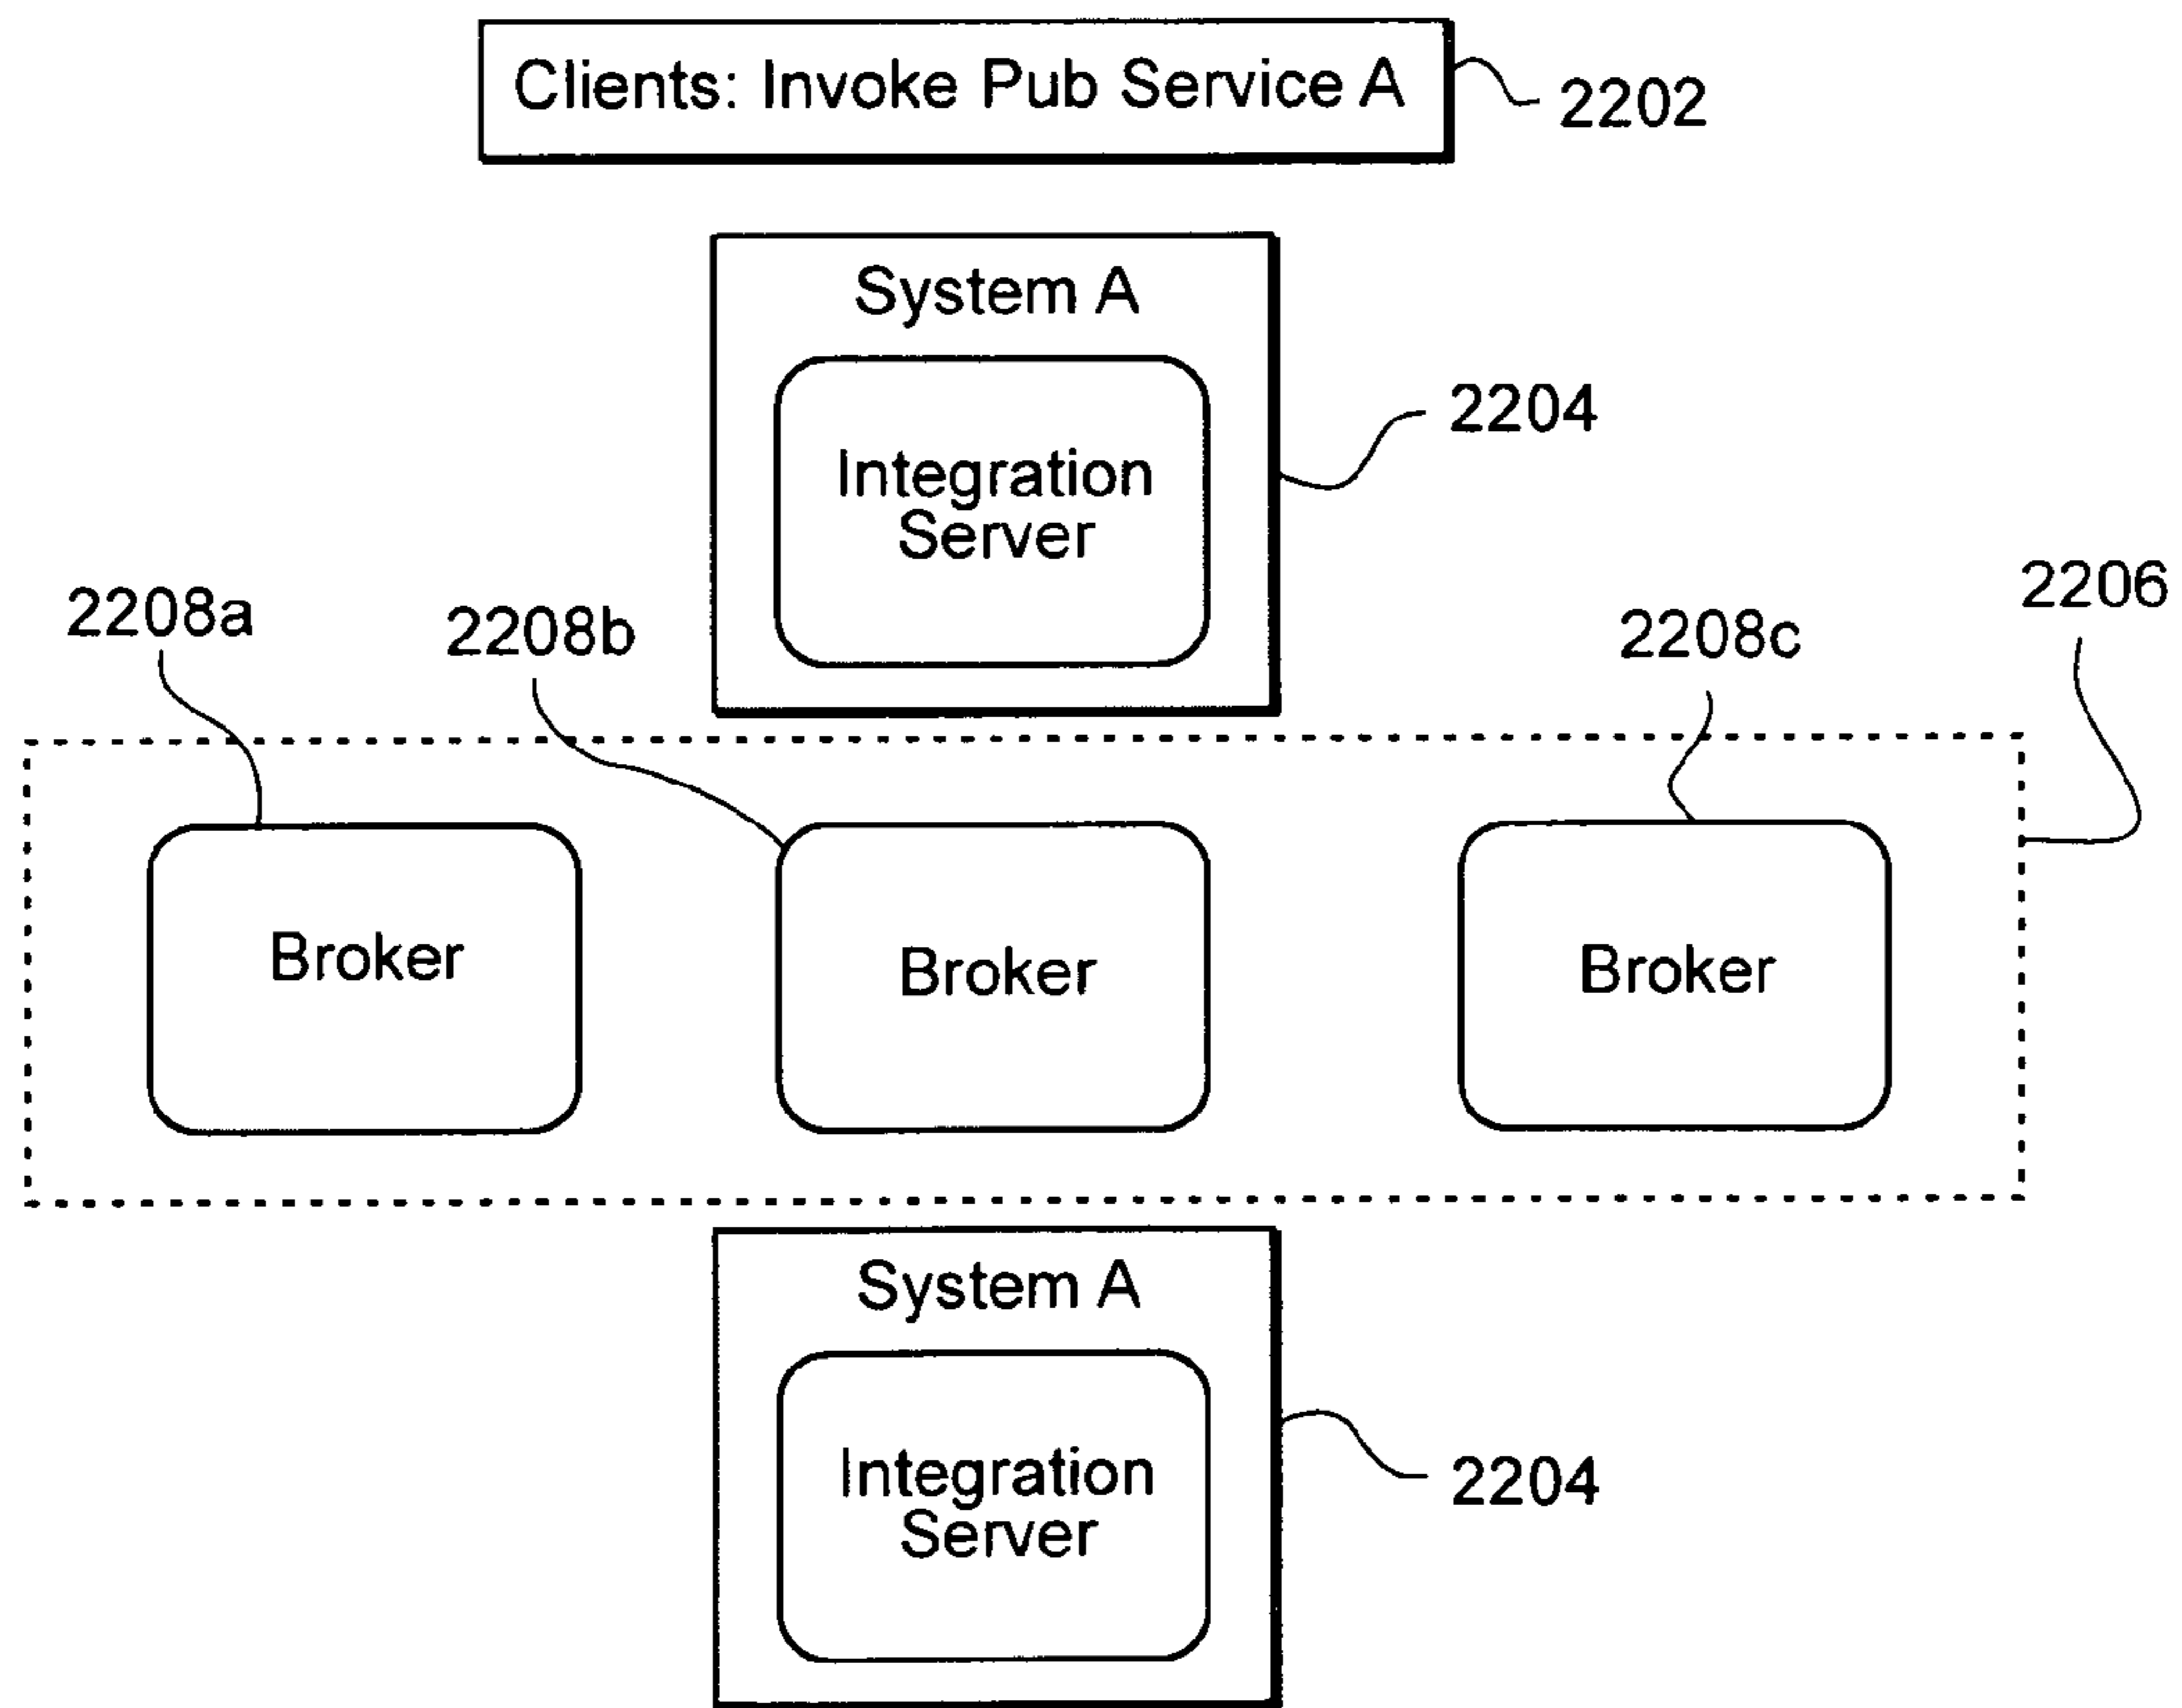 Clients: Invoke Pub Service A
2202
System A
2204
Integration
Server
2206
2208a
2208b
2208c
Broker
Broker
Broker
System A
Integration
Server
2204